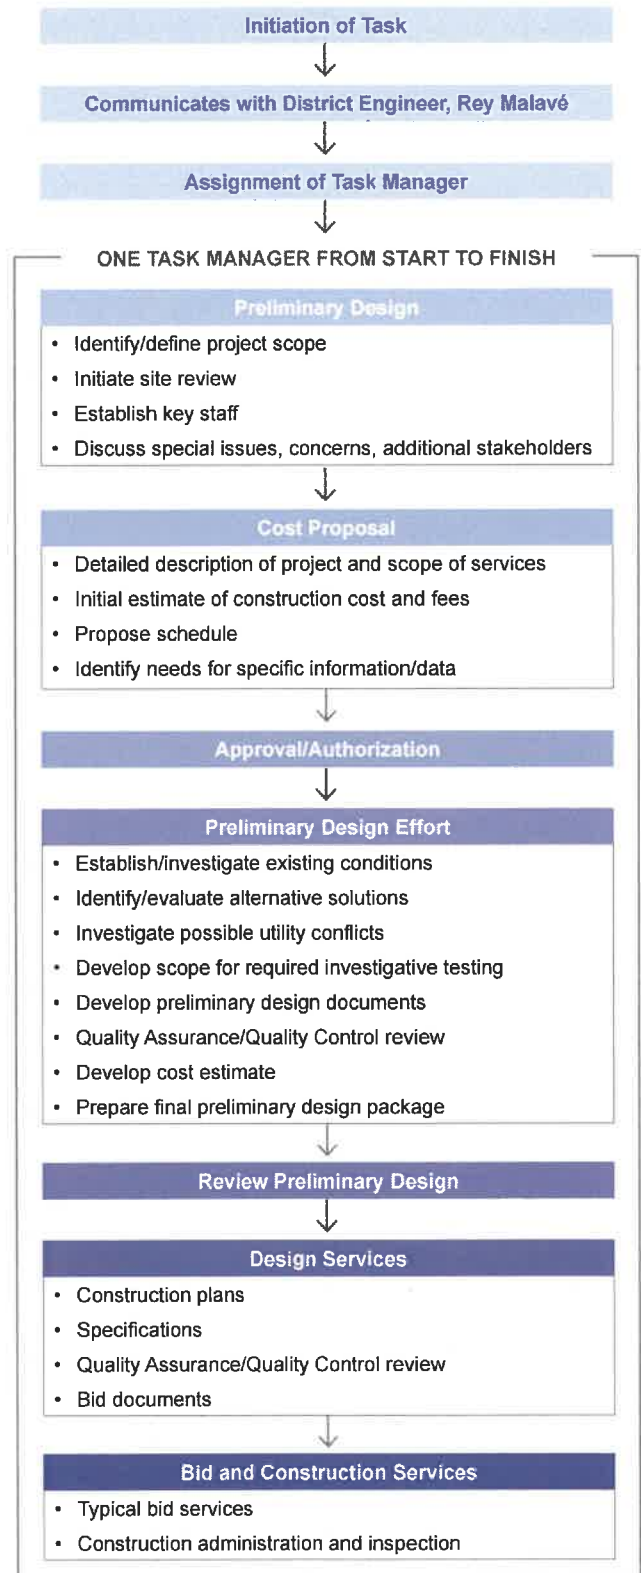 Initiation of Task
Communicates with District Engineer, Rey Malavé
Assignment of Task Manager
ONE TASK MANAGER FROM START TO FINISH
Preliminary Design
• Identify/define project scope
• Initiate site review
• Establish key staff
• Discuss special issues, concerns, additional stakeholders
Cost Proposal
• Detailed description of project and scope of services
• Initial estimate of construction cost and fees
• Propose schedule
• Identify needs for specific information/data
Approval/Authorization
Preliminary Design Effort
• Establish/investigate existing conditions
• Identify/evaluate alternative solutions
• Investigate possible utility conflicts
• Develop scope for required investigative testing
• Develop preliminary design documents
• Quality Assurance/Quality Control review
• Develop cost estimate
• Prepare final preliminary design package
Review Preliminary Design
Design Services
• Construction plans
• Specifications
• Quality Assurance/Quality Control review
• Bid documents
Bid and Construction Services
• Typical bid services
• Construction administration and inspection